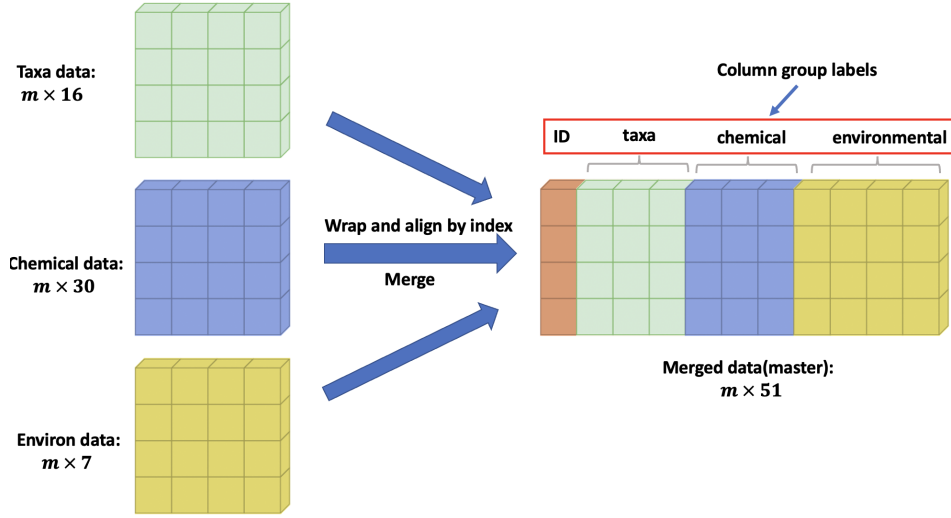 Taxa data:
m × 16
Chemical data:
m × 30
Environ data:
m × 7
Wrap and align by index
Merge
Column group labels
ID taxa chemical environmental
Merged data(master):
m × 51